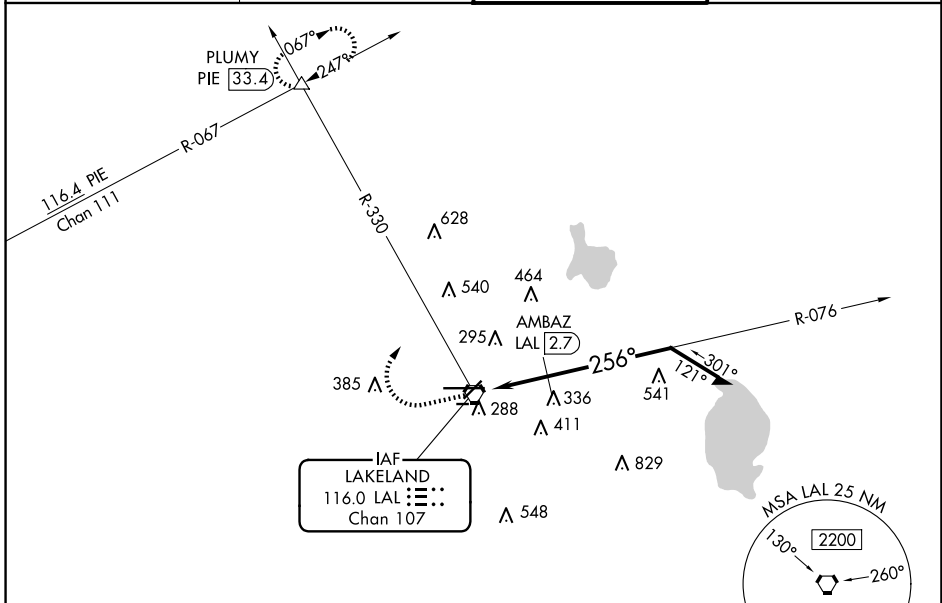 PLUMY
PIE 33.4
067°
247°
R-067
116.4 PIE
Chan 111
R-330
628
540
464
295
AMBAZ
LAL 2.7
R-076
256°
301°
121°
385
288
336
541
411
829
IAF
LAKELAND
116.0 LAL
Chan 107
548
MSA LAL 25 NM
2200
130°
260°